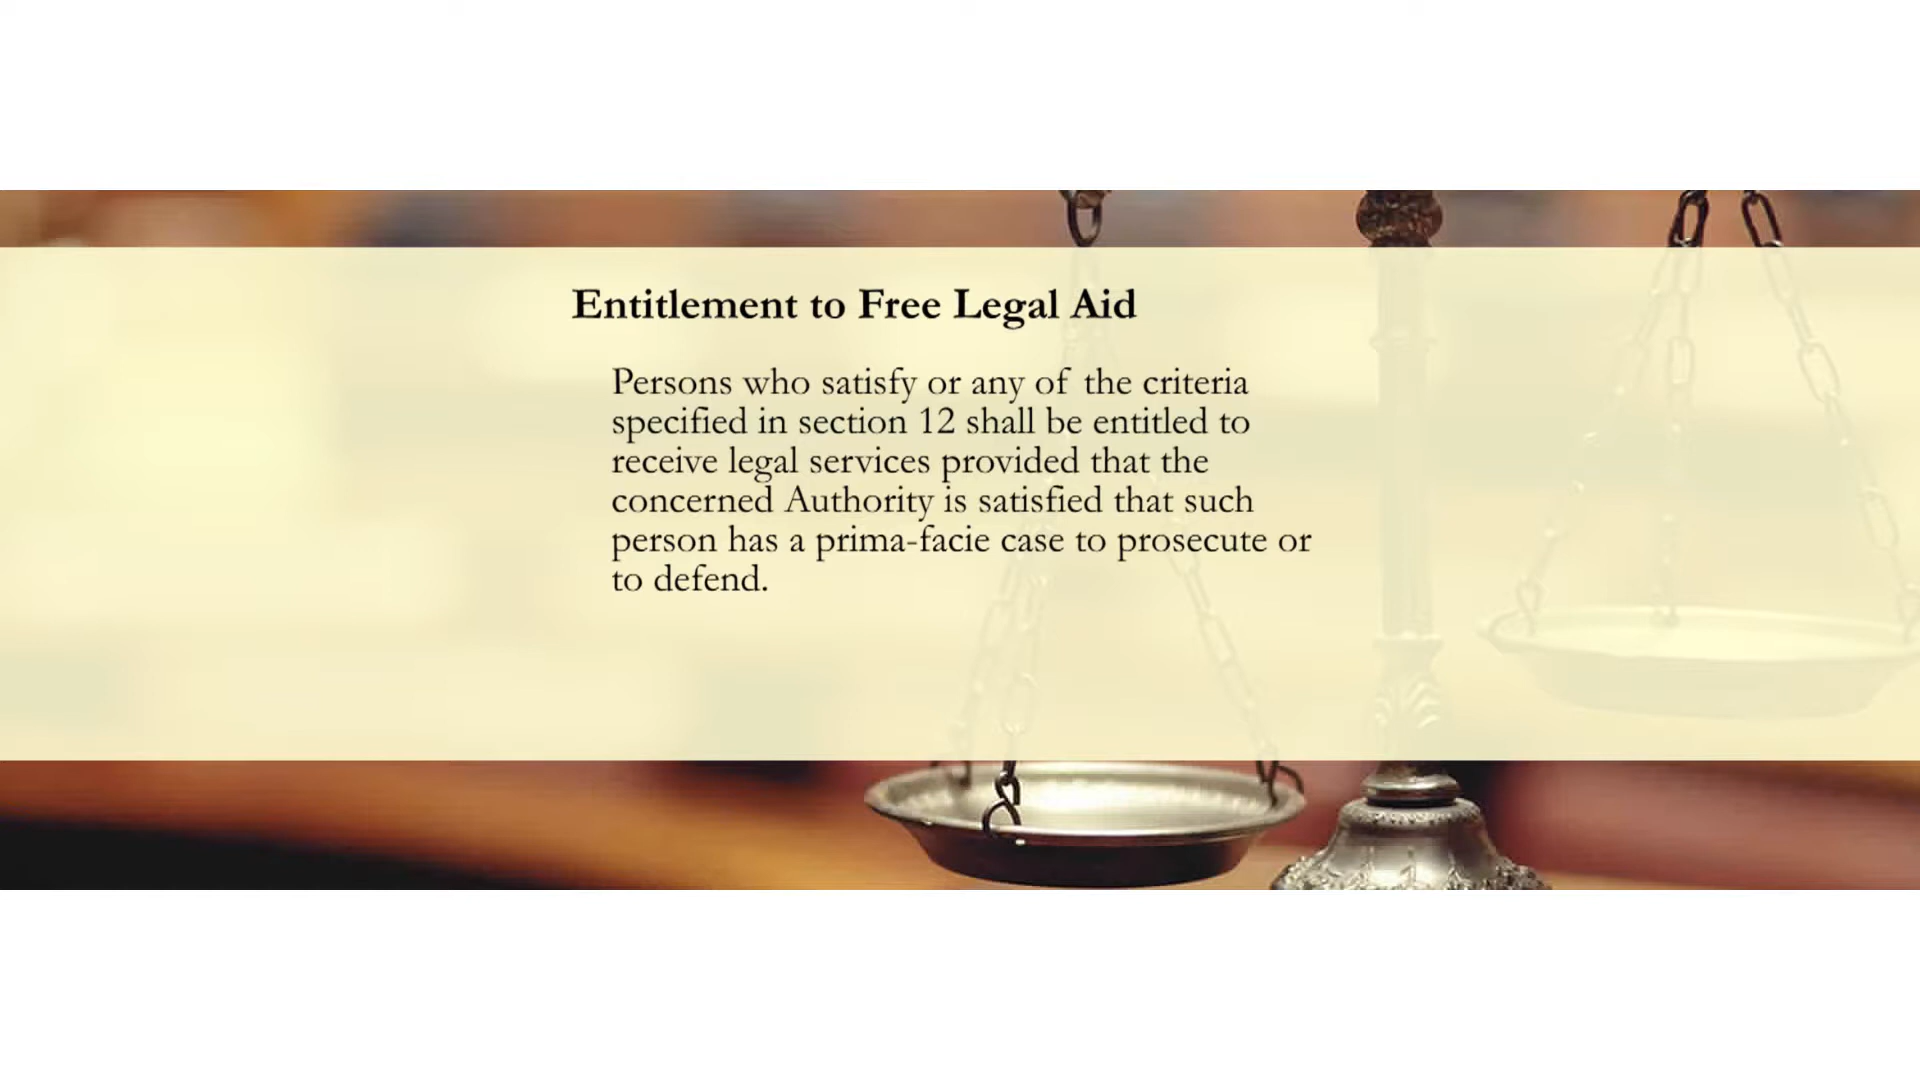 Entitlement to Free Legal Aid
Persons who satisfy or any of the criteria
specified in section 12 shall be entitled to
receive legal services provided that the
concerned Authority is satisfied that such
person has a prima-facie case to prosecute or
to defend.